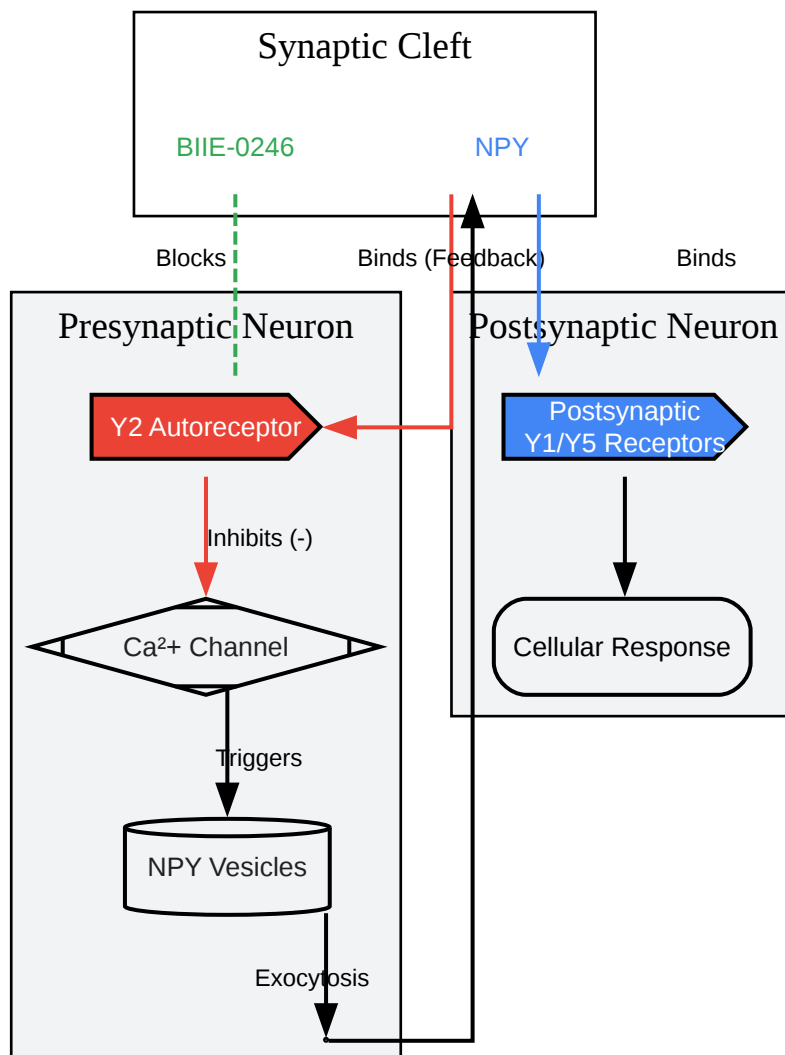 Synaptic Cleft
BIIE-0246
NPY
Blocks
Binds (Feedback)
Binds
Presynaptic Neuron
Postsynaptic Neuron
Y2 Autoreceptor
Postsynaptic
Y1/Y5 Receptors
Inhibits (-)
Ca²+ Channel
Cellular Response
Triggers
NPY Vesicles
Exocytosis